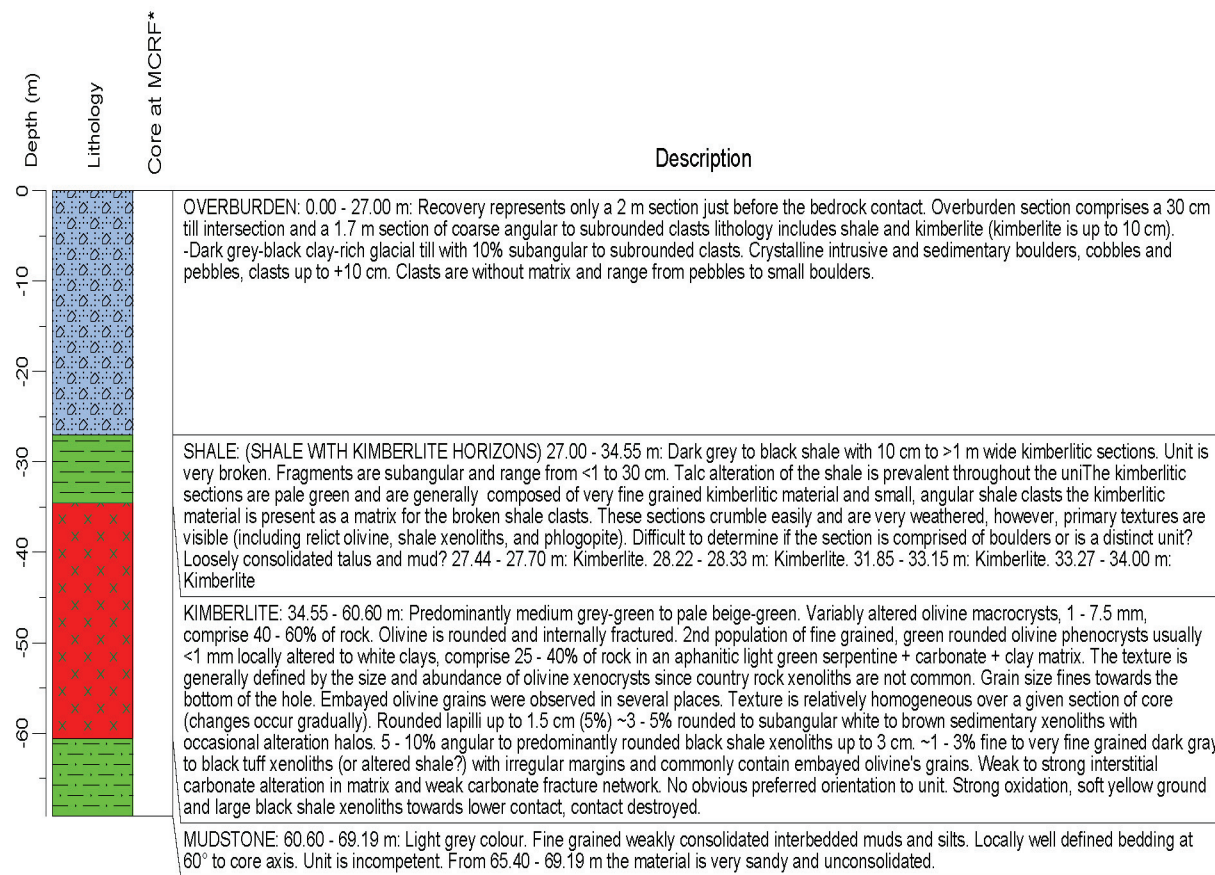 Depth (m)
Lithology
Core at MCRF*
Description
0
-10
-20
-30
-40
-50
-60
OVERBURDEN: 0.00 - 27.00 m: Recovery represents only a 2 m section just before the bedrock contact. Overburden section comprises a 30 cm
till intersection and a 1.7 m section of coarse angular to subrounded clasts lithology includes shale and kimberlite (kimberlite is up to 10 cm).
-Dark grey-black clay-rich glacial till with 10% subangular to subrounded clasts. Crystalline intrusive and sedimentary boulders, cobbles and
pebbles, clasts up to +10 cm. Clasts are without matrix and range from pebbles to small boulders.
SHALE: (SHALE WITH KIMBERLITE HORIZONS) 27.00 - 34.55 m: Dark grey to black shale with 10 cm to >1 m wide kimberlitic sections. Unit is
very broken. Fragments are subangular and range from <1 to 30 cm. Talc alteration of the shale is prevalent throughout the uniThe kimberlitic
sections are pale green and are generally composed of very fine grained kimberlitic material and small, angular shale clasts the kimberlitic
material is present as a matrix for the broken shale clasts. These sections crumble easily and are very weathered, however, primary textures are
visible (including relict olivine, shale xenoliths, and phlogopite). Difficult to determine if the section is comprised of boulders or is a distinct unit?
Loosely consolidated talus and mud? 27.44 - 27.70 m: Kimberlite. 28.22 - 28.33 m: Kimberlite. 31.85 - 33.15 m: Kimberlite. 33.27 - 34.00 m:
Kimberlite
KIMBERLITE: 34.55 - 60.60 m: Predominantly medium grey-green to pale beige-green. Variably altered olivine macrocrysts, 1 - 7.5 mm,
comprise 40 - 60% of rock. Olivine is rounded and internally fractured. 2nd population of fine grained, green rounded olivine phenocrysts usually
<1 mm locally altered to white clays, comprise 25 - 40% of rock in an aphanitic light green serpentine + carbonate + clay matrix. The texture is
generally defined by the size and abundance of olivine xenocrysts since country rock xenoliths are not common. Grain size fines towards the
bottom of the hole. Embayed olivine grains were observed in several places. Texture is relatively homogeneous over a given section of core
(changes occur gradually). Rounded lapilli up to 1.5 cm (5%) ~3 - 5% rounded to subangular white to brown sedimentary xenoliths with
occasional alteration halos. 5 - 10% angular to predominantly rounded black shale xenoliths up to 3 cm. ~1 - 3% fine to very fine grained dark gray
to black tuff xenoliths (or altered shale?) with irregular margins and commonly contain embayed olivine's grains. Weak to strong interstitial
carbonate alteration in matrix and weak carbonate fracture network. No obvious preferred orientation to unit. Strong oxidation, soft yellow ground
and large black shale xenoliths towards lower contact, contact destroyed.
MUDSTONE: 60.60 - 69.19 m: Light grey colour. Fine grained weakly consolidated interbedded muds and silts. Locally well defined bedding at
60° to core axis. Unit is incompetent. From 65.40 - 69.19 m the material is very sandy and unconsolidated.